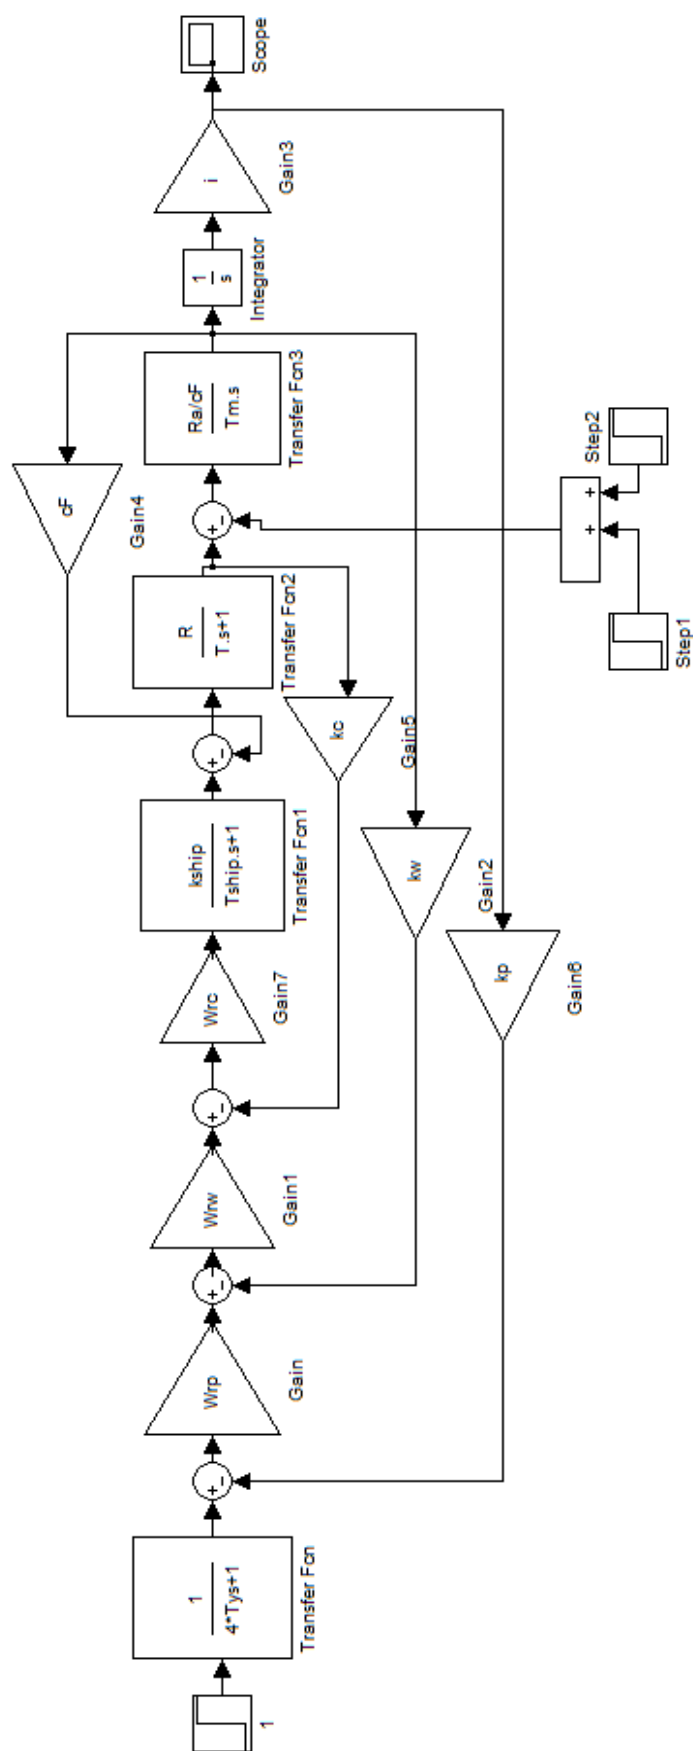 1
1
4*Tys+1
Transfer Fcn
+
-
Wrp
Gain
+
-
Wrw
Gain1
+
-
Wrc
Gain7
kship
Tship.s+1
Transfer Fcn1
+
-
R
T.s+1
Transfer Fcn2
+
-
Ra/cF
Tm.s
Transfer Fcn3
1
s
Integrator
i
Gain3
Scope
cF
Gain4
kc
Gain5
kw
Gain2
kp
Gain6
+
+
Step1
Step2